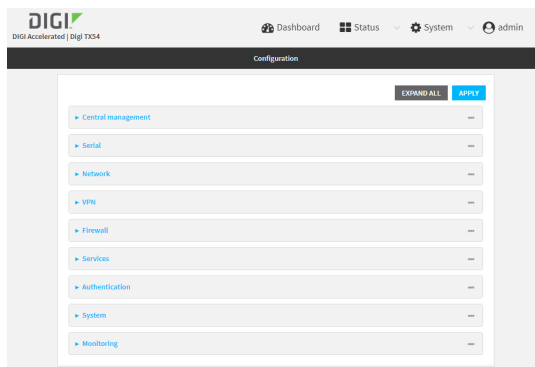 DIGI
DIGI Accelerated | Digi TX54
Dashboard
Status
System
admin
Configuration
EXPAND ALL
APPLY
Central management
Serial
Network
VPN
Firewall
Services
Authentication
System
Monitoring